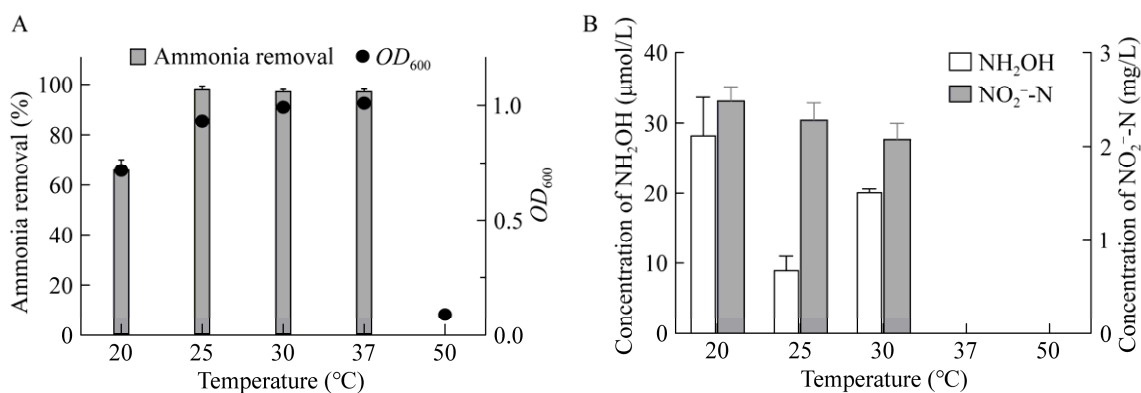 A
Ammonia removal
OD₆₀₀
Ammonia removal (%)
100
80
60
40
20
0
1.0
0.5
0.0
OD₆₀₀
20 25 30 37 50
Temperature (℃)
B
NH₂OH
NO₂⁻-N
Concentration of NH₂OH (μmol/L)
40
30
20
10
0
3
2
1
0
Concentration of NO₂⁻-N (mg/L)
20 25 30 37 50
Temperature (℃)